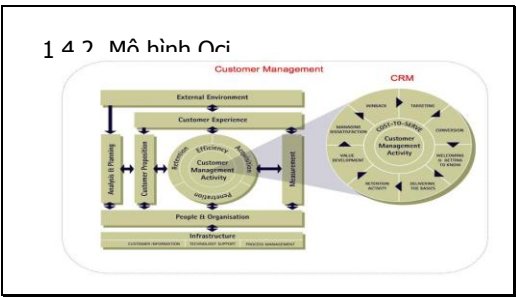 1 4 2 Mô hình Qci
Customer Management
CRM
External Environment
Customer Experience
Analysis & Planning
Customer Proposition
Retention
Efficiency
Acquisition
Penetration
Customer
Management
Activity
Measurement
People & Organisation
Infrastructure
CUSTOMER INFORMATION TECHNOLOGY SUPPORT PROCESS MANAGEMENT
WINBACK
TARGETING
MANAGING
DISSATISFACTION
COST-TO-SERVE
CONVERSION
Customer
Management
Activity
VALUE
DEVELOPMENT
WELCOMING
& GETTING
TO KNOW
RETENTION
ACTIVITY
DELIVERING
THE BASICS